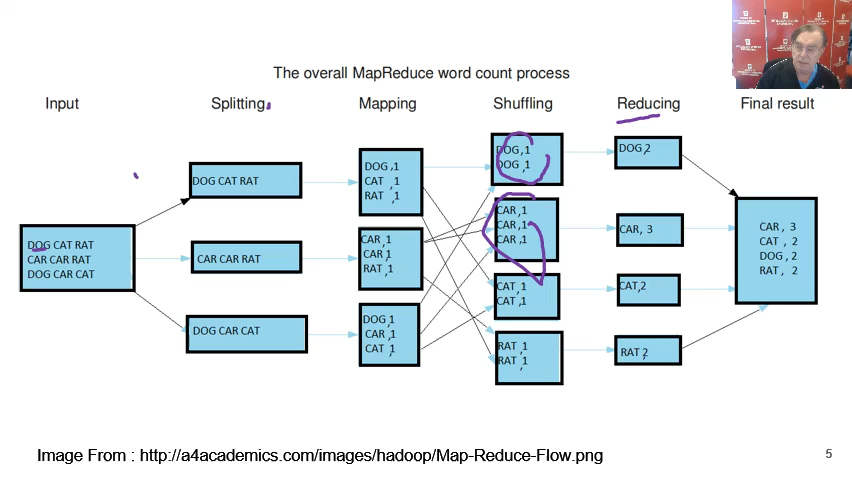 The overall MapReduce word count process
Input
Splitting
Mapping
Shuffling
Reducing
Final result
DOG CAT RAT
CAR CAR RAT
DOG CAR CAT
DOG CAT RAT
CAR CAR RAT
DOG CAR CAT
DOG ,1
CAT ,1
RAT ,1
CAR ,1
CAR ,1
RAT ,1
DOG ,1
CAR ,1
CAT ,1
DOG ,1
DOG ,1
CAR ,1
CAR ,1
CAR ,1
CAT ,1
CAT ,1
RAT ,1
RAT ,1
DOG ,2
CAR , 3
CAT ,2
RAT ,2
CAR , 3
CAT , 2
DOG , 2
RAT , 2
Image From : http://a4academics.com/images/hadoop/Map-Reduce-Flow.png
5